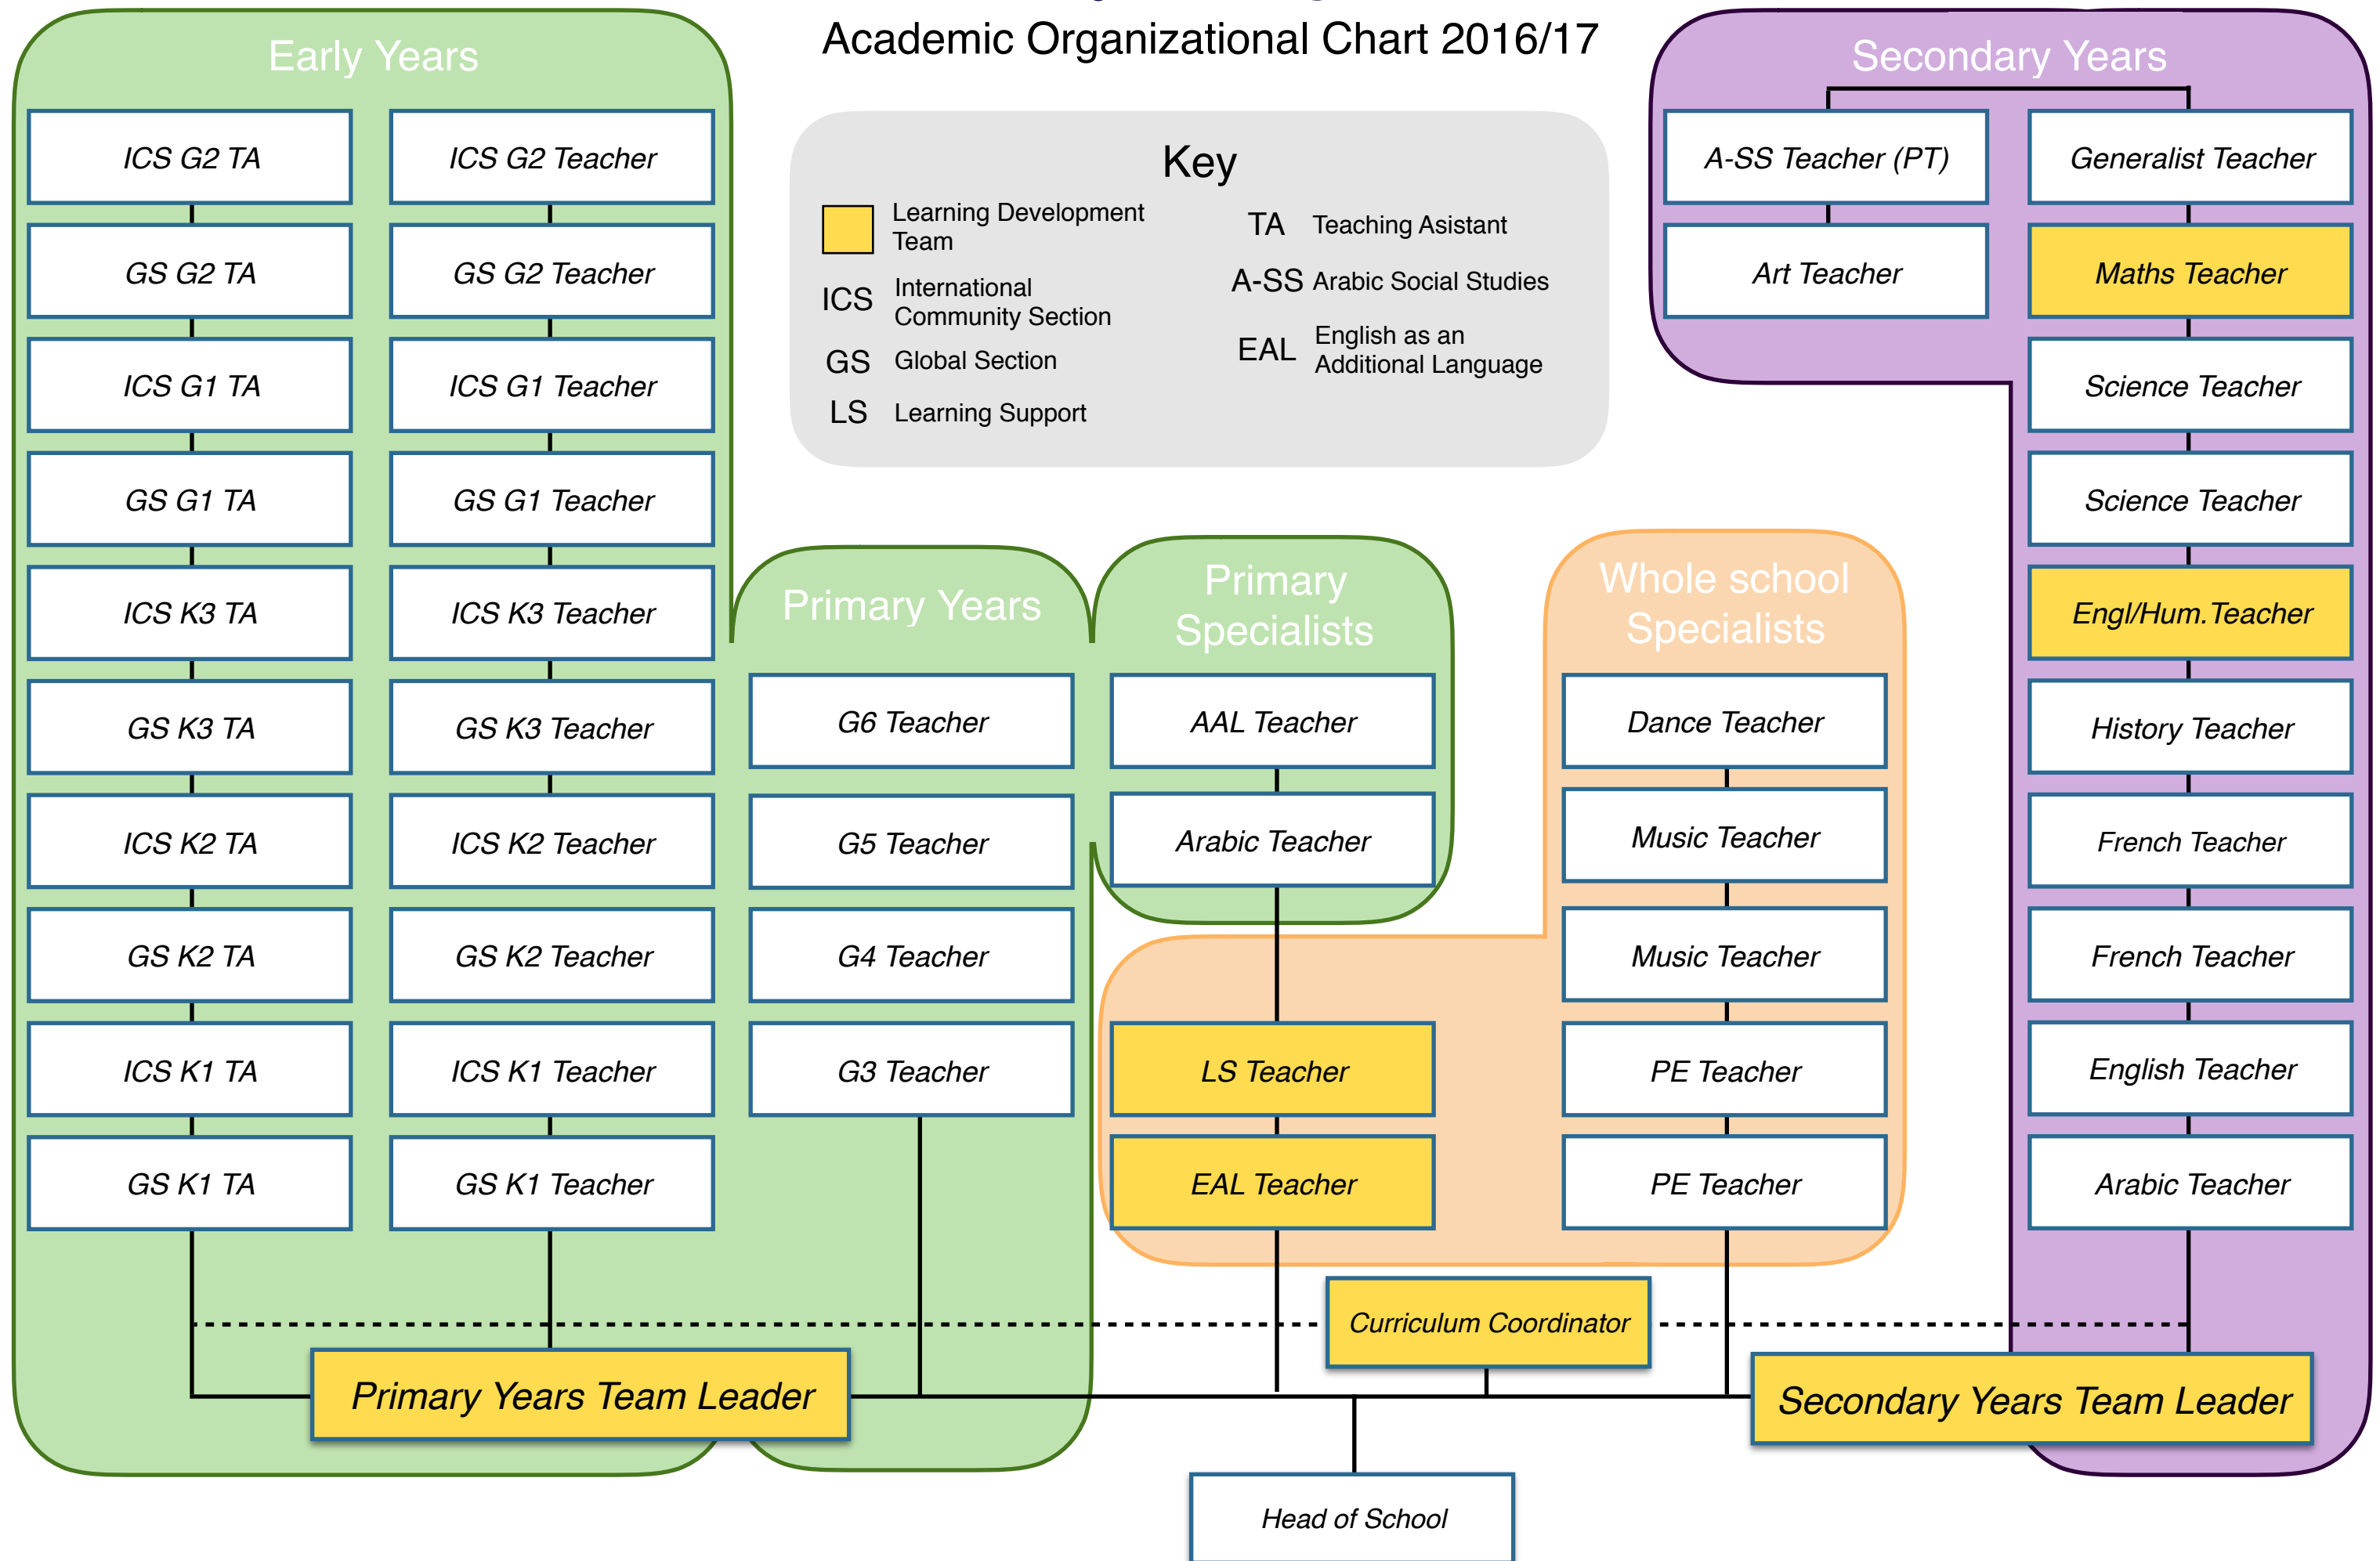 Academic Organizational Chart 2016/17
Early Years
ICS G2 TA
GS G2 TA
ICS G1 TA
GS G1 TA
ICS K3 TA
GS K3 TA
ICS K2 TA
GS K2 TA
ICS K1 TA
GS K1 TA
ICS G2 Teacher
GS G2 Teacher
ICS G1 Teacher
GS G1 Teacher
ICS K3 Teacher
GS K3 Teacher
ICS K2 Teacher
GS K2 Teacher
ICS K1 Teacher
GS K1 Teacher
Key
Learning Development
Team
ICS International
Community Section
GS Global Section
LS Learning Support
TA Teaching Asistant
A-SS Arabic Social Studies
EAL English as an
Additional Language
Primary Years
G6 Teacher
G5 Teacher
G4 Teacher
G3 Teacher
Primary
Specialists
AAL Teacher
Arabic Teacher
LS Teacher
EAL Teacher
Whole school
Specialists
Dance Teacher
Music Teacher
Music Teacher
PE Teacher
PE Teacher
Secondary Years
A-SS Teacher (PT)
Art Teacher
Generalist Teacher
Maths Teacher
Science Teacher
Science Teacher
Engl/Hum.Teacher
History Teacher
French Teacher
French Teacher
English Teacher
Arabic Teacher
Curriculum Coordinator
Primary Years Team Leader
Secondary Years Team Leader
Head of School